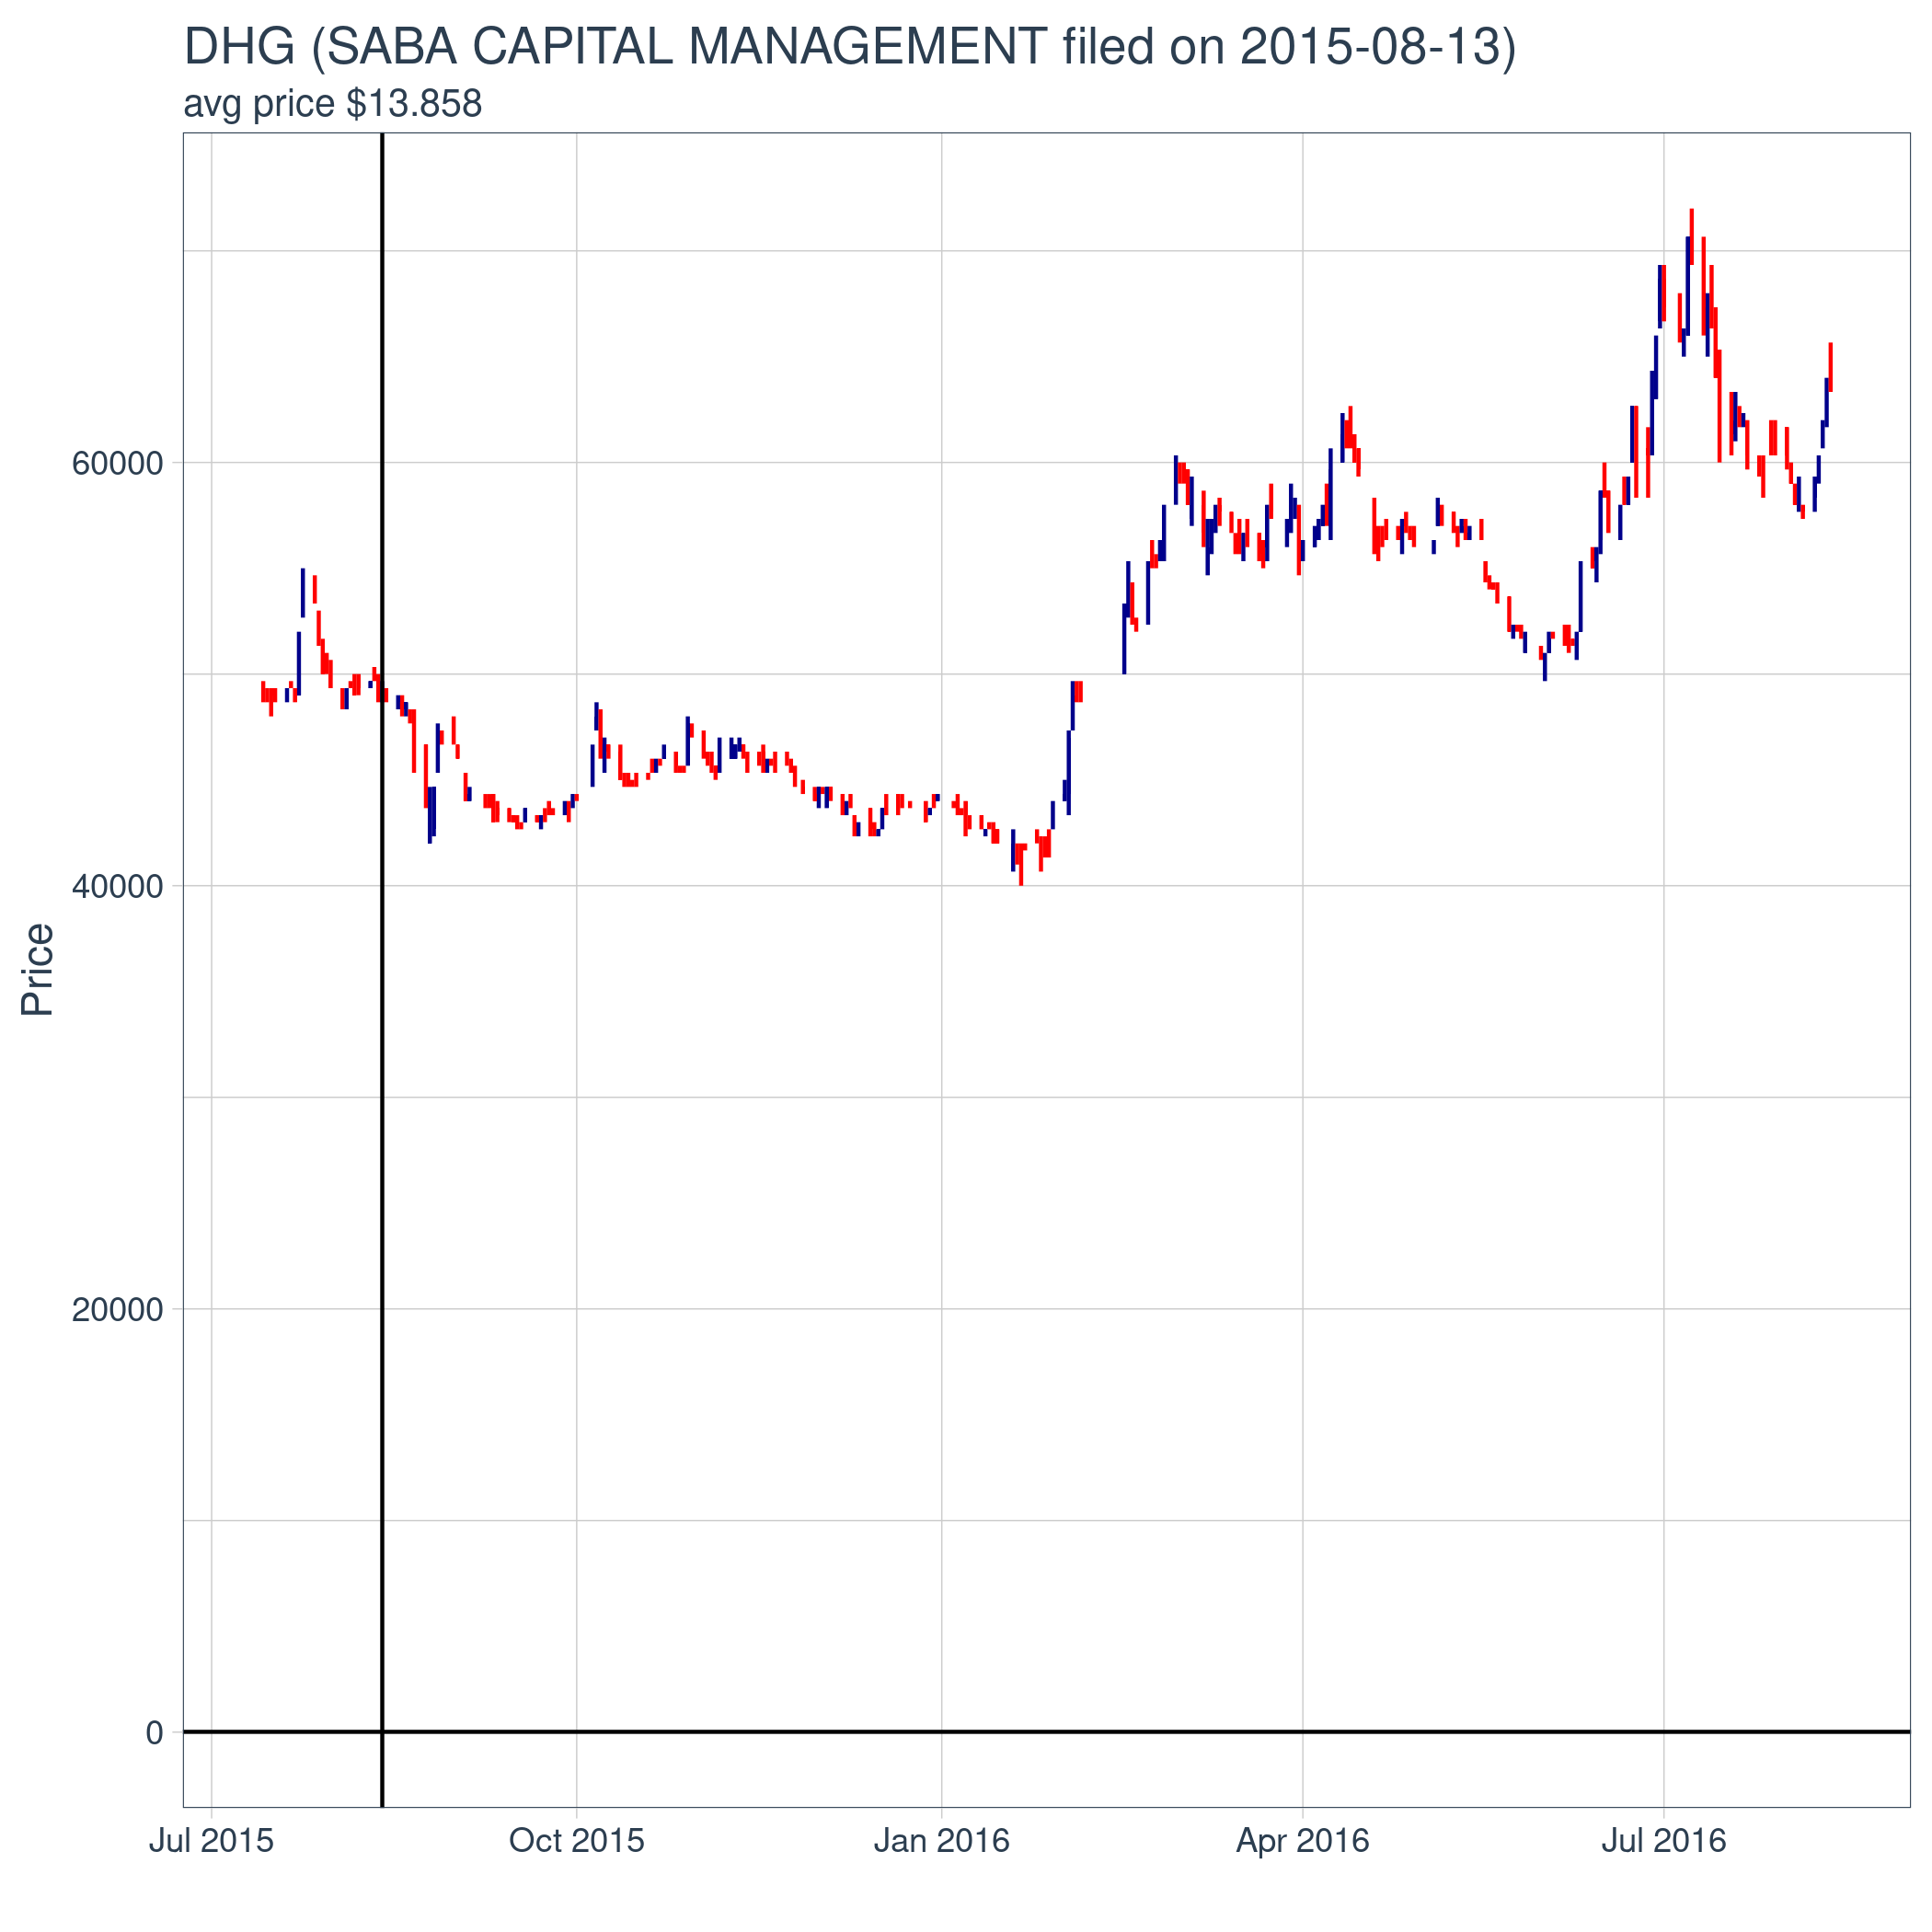 DHG (SABA CAPITAL MANAGEMENT filed on 2015-08-13)
avg price $13.858
Price
60000
40000
20000
0
Jul 2015 Oct 2015 Jan 2016 Apr 2016 Jul 2016